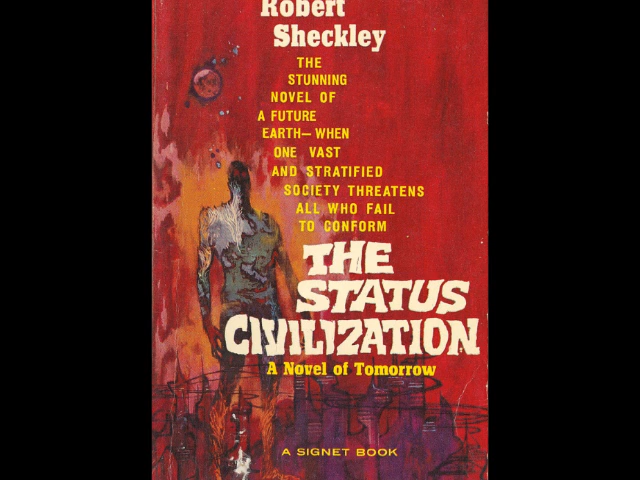 Robert
Sheckley
THE
STUNNING
NOVEL OF
A FUTURE
EARTH—WHEN
ONE VAST
AND STRATIFIED
SOCIETY THREATENS
ALL WHO FAIL
TO CONFORM
THE
STATUS
CIVILIZATION
A Novel of Tomorrow
A SIGNET BOOK